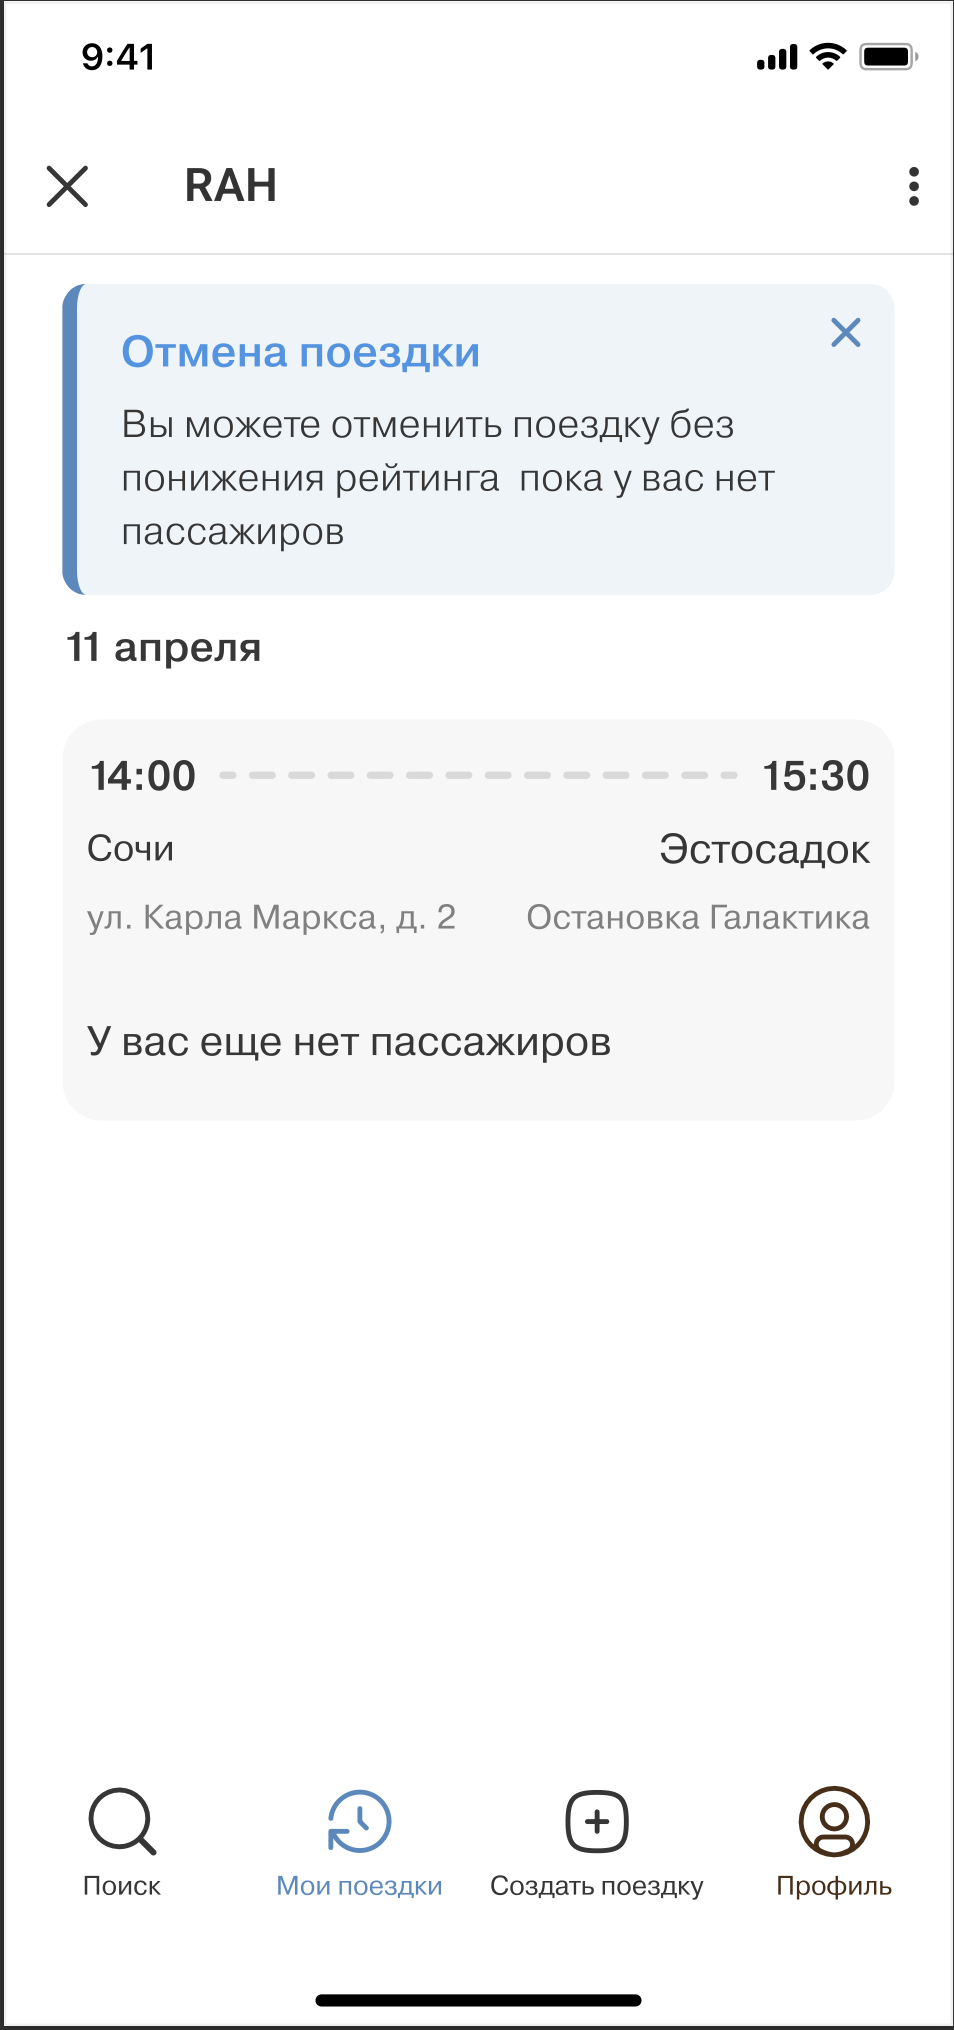 9:41
RAH
Отмена поездки
Вы можете отменить поездку без
понижения рейтинга  пока у вас нет
пассажиров
11 апреля
14:00 15:30
Сочи Эстосадок
ул. Карла Маркса, д. 2 Остановка Галактика
У вас еще нет пассажиров
Поиск Мои поездки Создать поездку Профиль